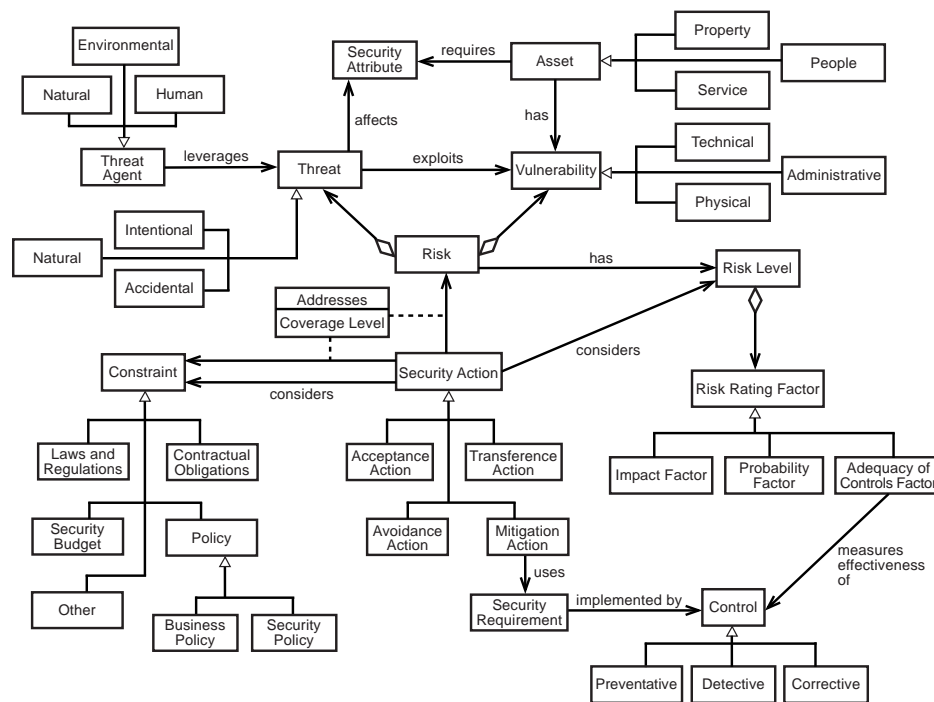 Environmental
Natural
Human
Threat
Agent
leverages
Security
Attribute
requires
Asset
Property
People
Service
affects
has
Threat
exploits
Vulnerability
Technical
Administrative
Physical
Intentional
Natural
Accidental
Risk
has
Risk Level
Addresses
Coverage Level
Constraint
considers
Security Action
considers
Risk Rating Factor
Laws and
Regulations
Contractual
Obligations
Acceptance
Action
Transference
Action
Impact Factor
Probability
Factor
Adequacy of
Controls Factor
Security
Budget
Policy
Avoidance
Action
Mitigation
Action
measures
effectiveness
of
uses
Other
Business
Policy
Security
Policy
Security
Requirement
implemented by
Control
Preventative
Detective
Corrective